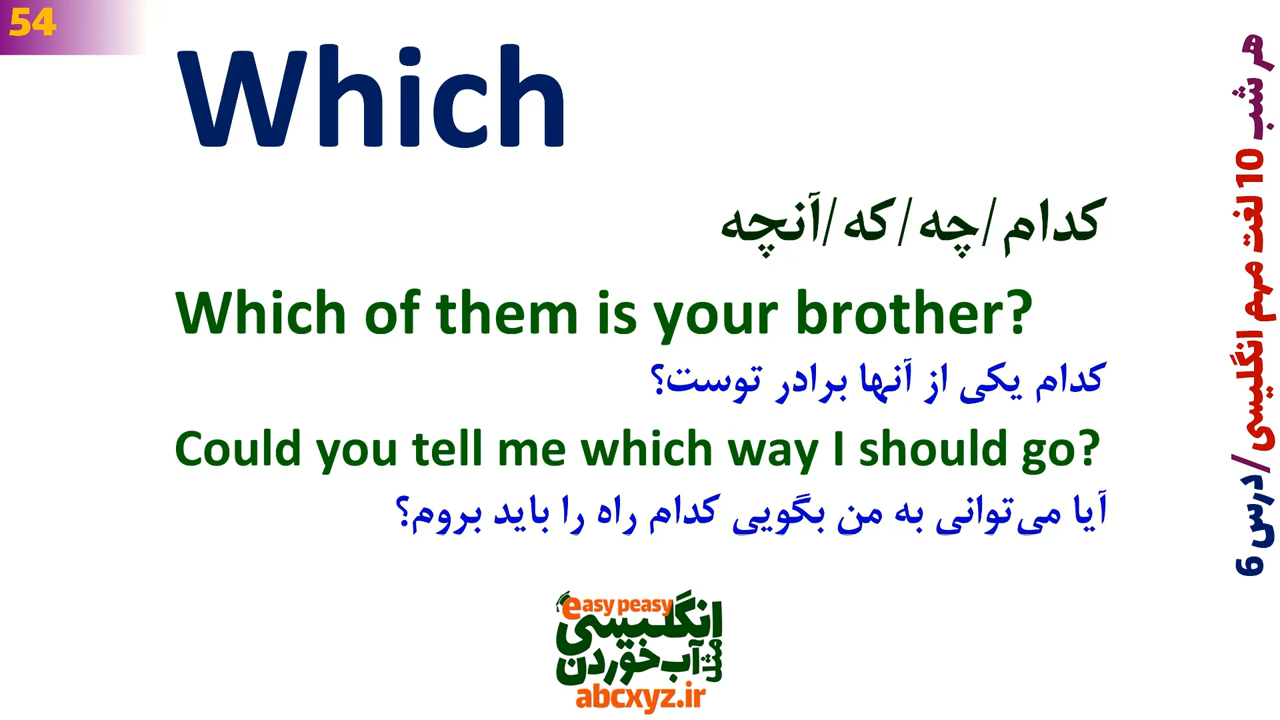 54
Which
کدام/چه/که/آنچه
Which of them is your brother?
کدام یکی از آنها برادر توست؟
Could you tell me which way I should go?
آیا می‌توانی به من بگویی کدام راه را باید بروم؟
هر شب 10 لغت مهم انگلیسی/درس 6
easy peasy
انگلیسی
مثل آب خوردن
abcxyz.ir